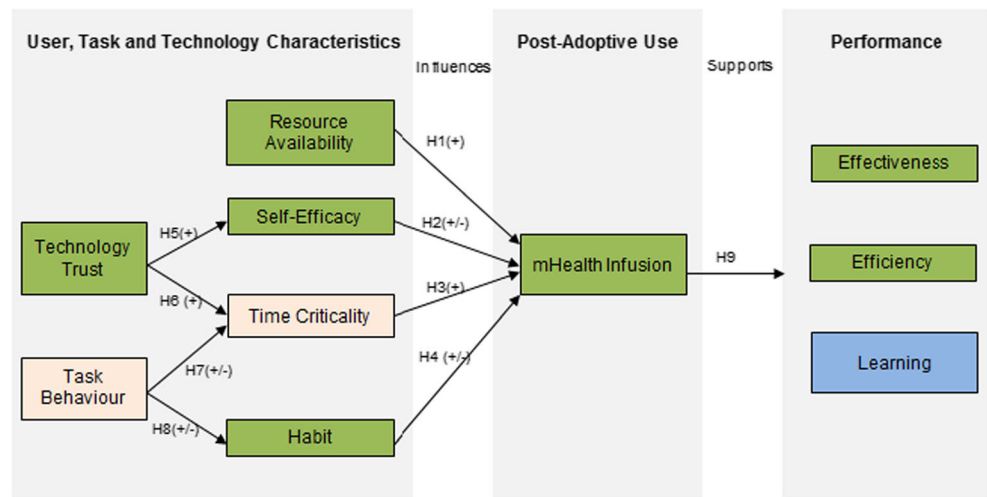 User, Task and Technology Characteristics
Influences
Post-Adoptive Use
Supports
Performance
Resource
Availability
H1(+)
Effectiveness
Self-Efficacy
H2(+/-)
H5(+)
Technology
Trust
mHealth Infusion
H9
Efficiency
H6 (+)
H3(+)
Time Criticality
Learning
H7(+/-)
H4 (+/-)
Task
Behaviour
H8(+/-)
Habit